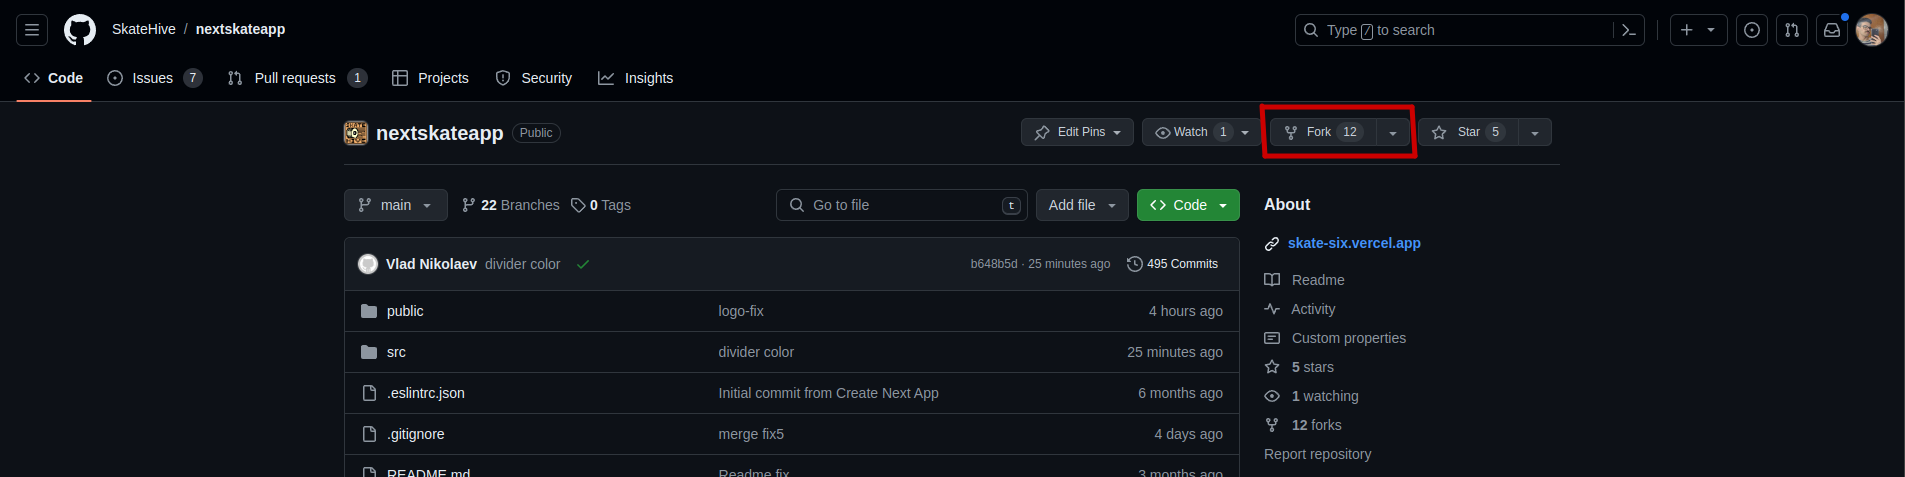 SkateHive / nextskateapp
Type / to search
Code Issues 7 Pull requests 1 Projects Security Insights
nextskateapp Public
Edit Pins Watch 1 Fork 12 Star 5
main 22 Branches 0 Tags
Go to file t Add file Code
Vlad Nikolaev divider color b648b5d · 25 minutes ago 495 Commits
public logo-fix 4 hours ago
src divider color 25 minutes ago
.eslintrc.json Initial commit from Create Next App 6 months ago
.gitignore merge fix5 4 days ago
README.md Readme fix 3 months ago
About
skate-six.vercel.app
Readme
Activity
Custom properties
5 stars
1 watching
12 forks
Report repository